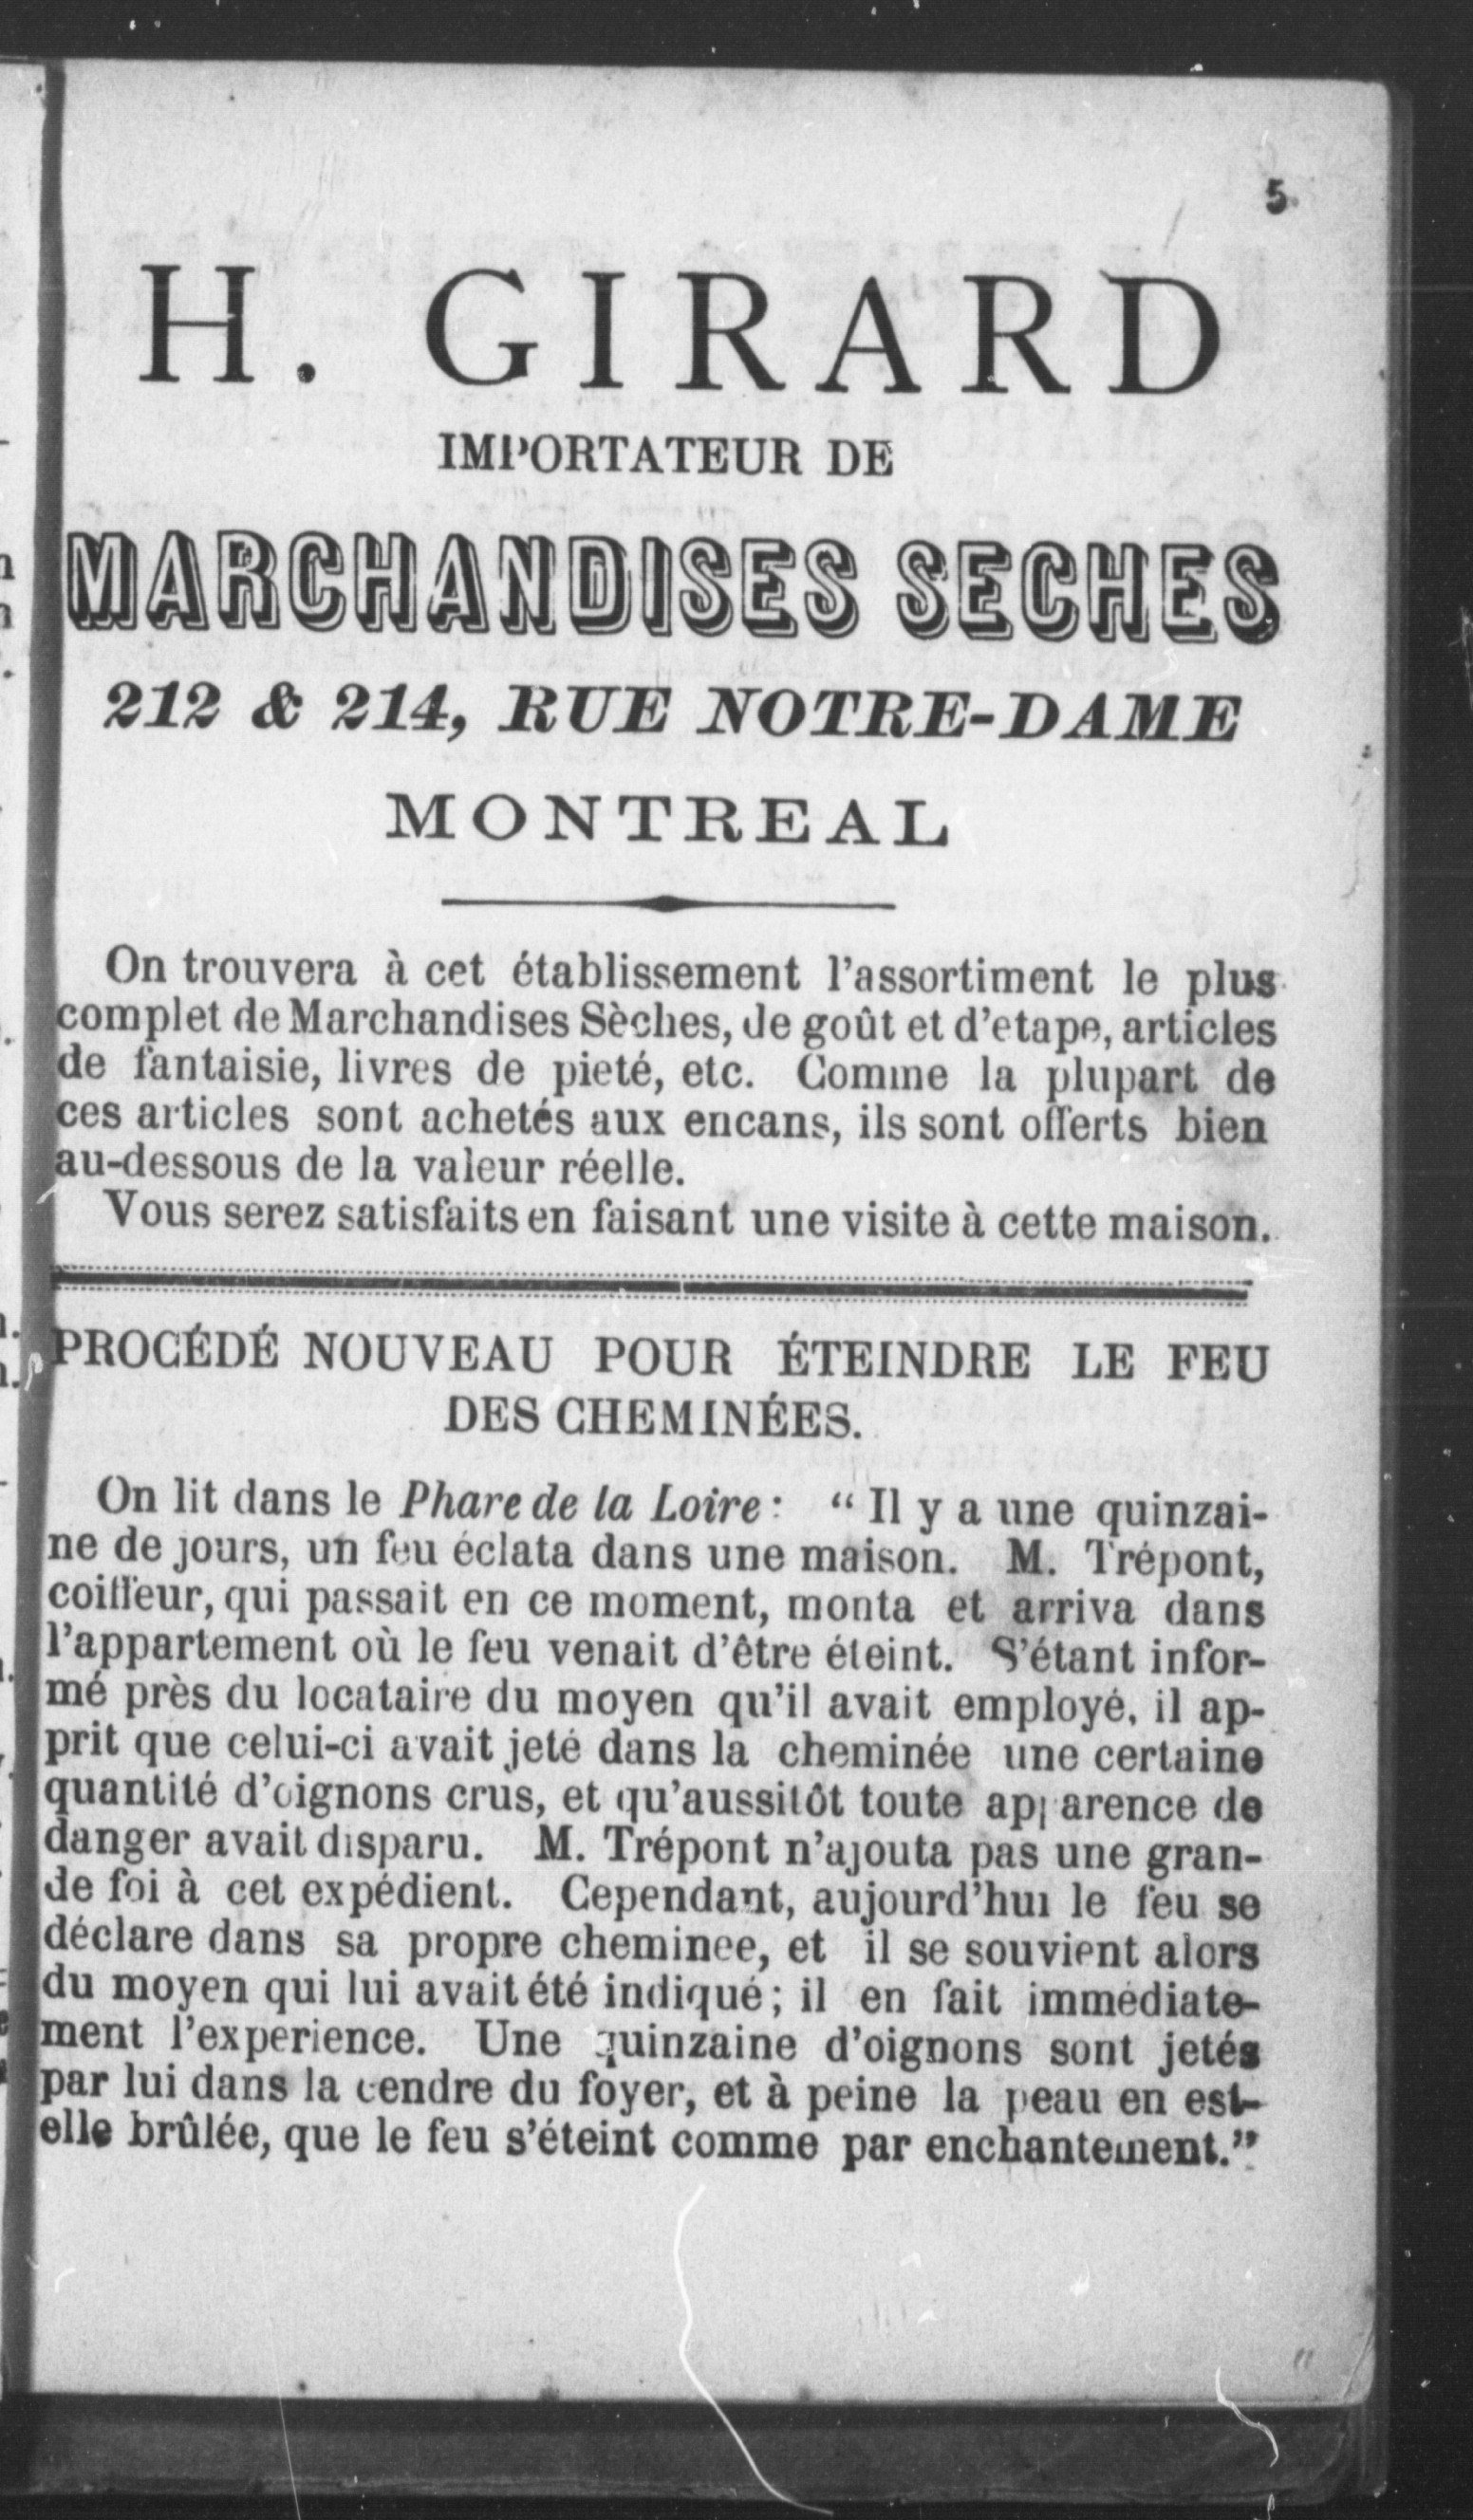 5
H. GIRARD
IMPORTATEUR DE
MARCHANDISES SECHES
212 & 214, RUE NOTRE-DAME
MONTREAL
On trouvera à cet établissement l'assortiment le plus
complet de Marchandises Sèches, de goût et d'etape, articles
de fantaisie, livres de pieté, etc. Comme la plupart de
ces articles sont achetés aux encans, ils sont offerts bien
au-dessous de la valeur réelle.
Vous serez satisfaits en faisant une visite à cette maison.
PROCÉDÉ NOUVEAU POUR ÉTEINDRE LE FEU
DES CHEMINÉES.
On lit dans le Phare de la Loire : “ Il y a une quinzai-
ne de jours, un feu éclata dans une maison. M. Trépont,
coiffeur, qui passait en ce moment, monta et arriva dans
l'appartement où le feu venait d'être éteint. S'étant infor-
mé près du locataire du moyen qu'il avait employé, il ap-
prit que celui-ci avait jeté dans la cheminée une certaine
quantité d'oignons crus, et qu'aussitôt toute apparence de
danger avait disparu. M. Trépont n'ajouta pas une gran-
de foi à cet expédient. Cependant, aujourd'hui le feu se
déclare dans sa propre cheminee, et il se souvient alors
du moyen qui lui avait été indiqué ; il en fait immédiate-
ment l'experience. Une quinzaine d'oignons sont jetés
par lui dans la cendre du foyer, et à peine la peau en est-
elle brûlée, que le feu s'éteint comme par enchantement.”